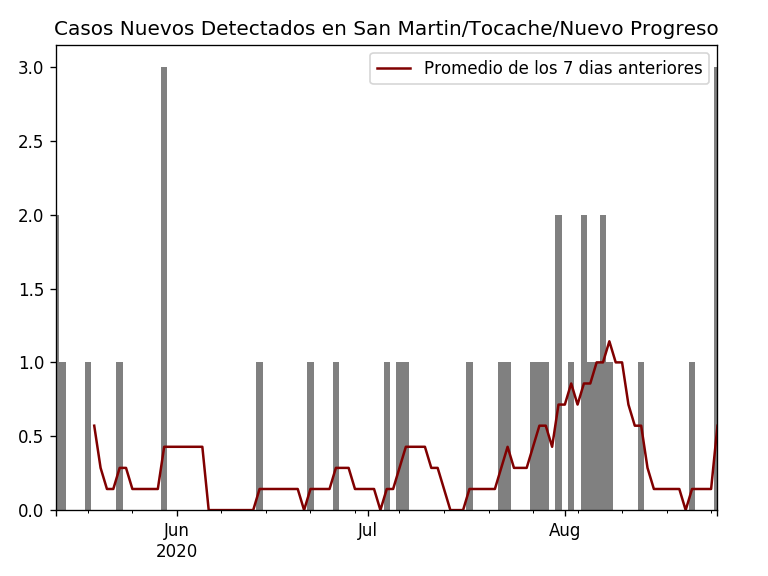 Casos Nuevos Detectados en San Martin/Tocache/Nuevo Progreso
Promedio de los 7 dias anteriores
3.0
2.5
2.0
1.5
1.0
0.5
0.0
Jun
2020
Jul
Aug